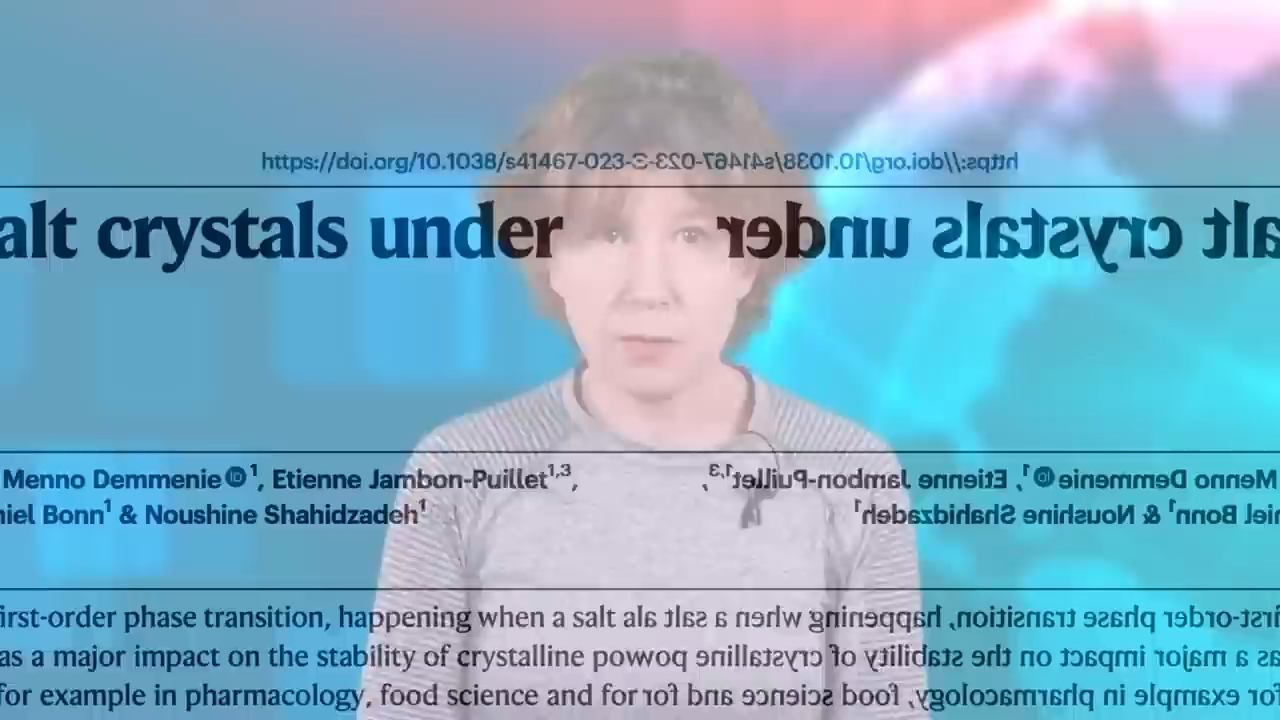 https://doi.org/10.1038/s41467-023-
alt crystals under
Menno Demmenie¹, Etienne Jambon-Puillet¹,³,
niel Bonn¹ & Noushine Shahidzadeh¹
first-order phase transition, happening when a salt
as a major impact on the stability of crystalline
for example in pharmacology, food science and for